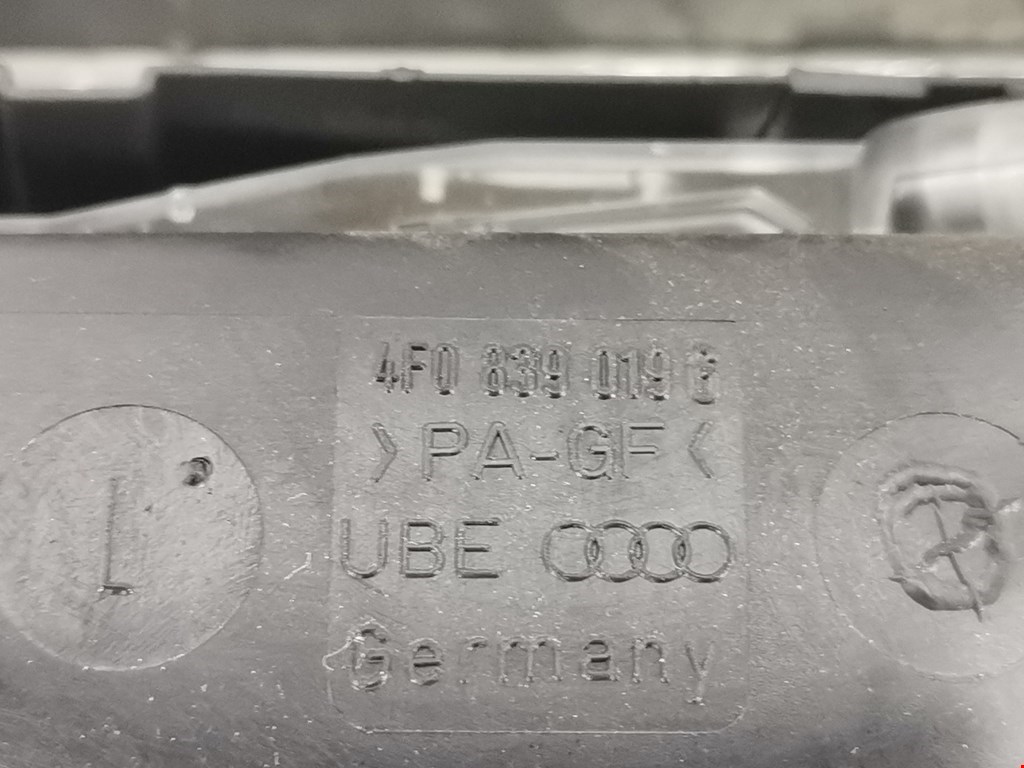 4F0 839 019
>PA-GF<
UBE
Germany